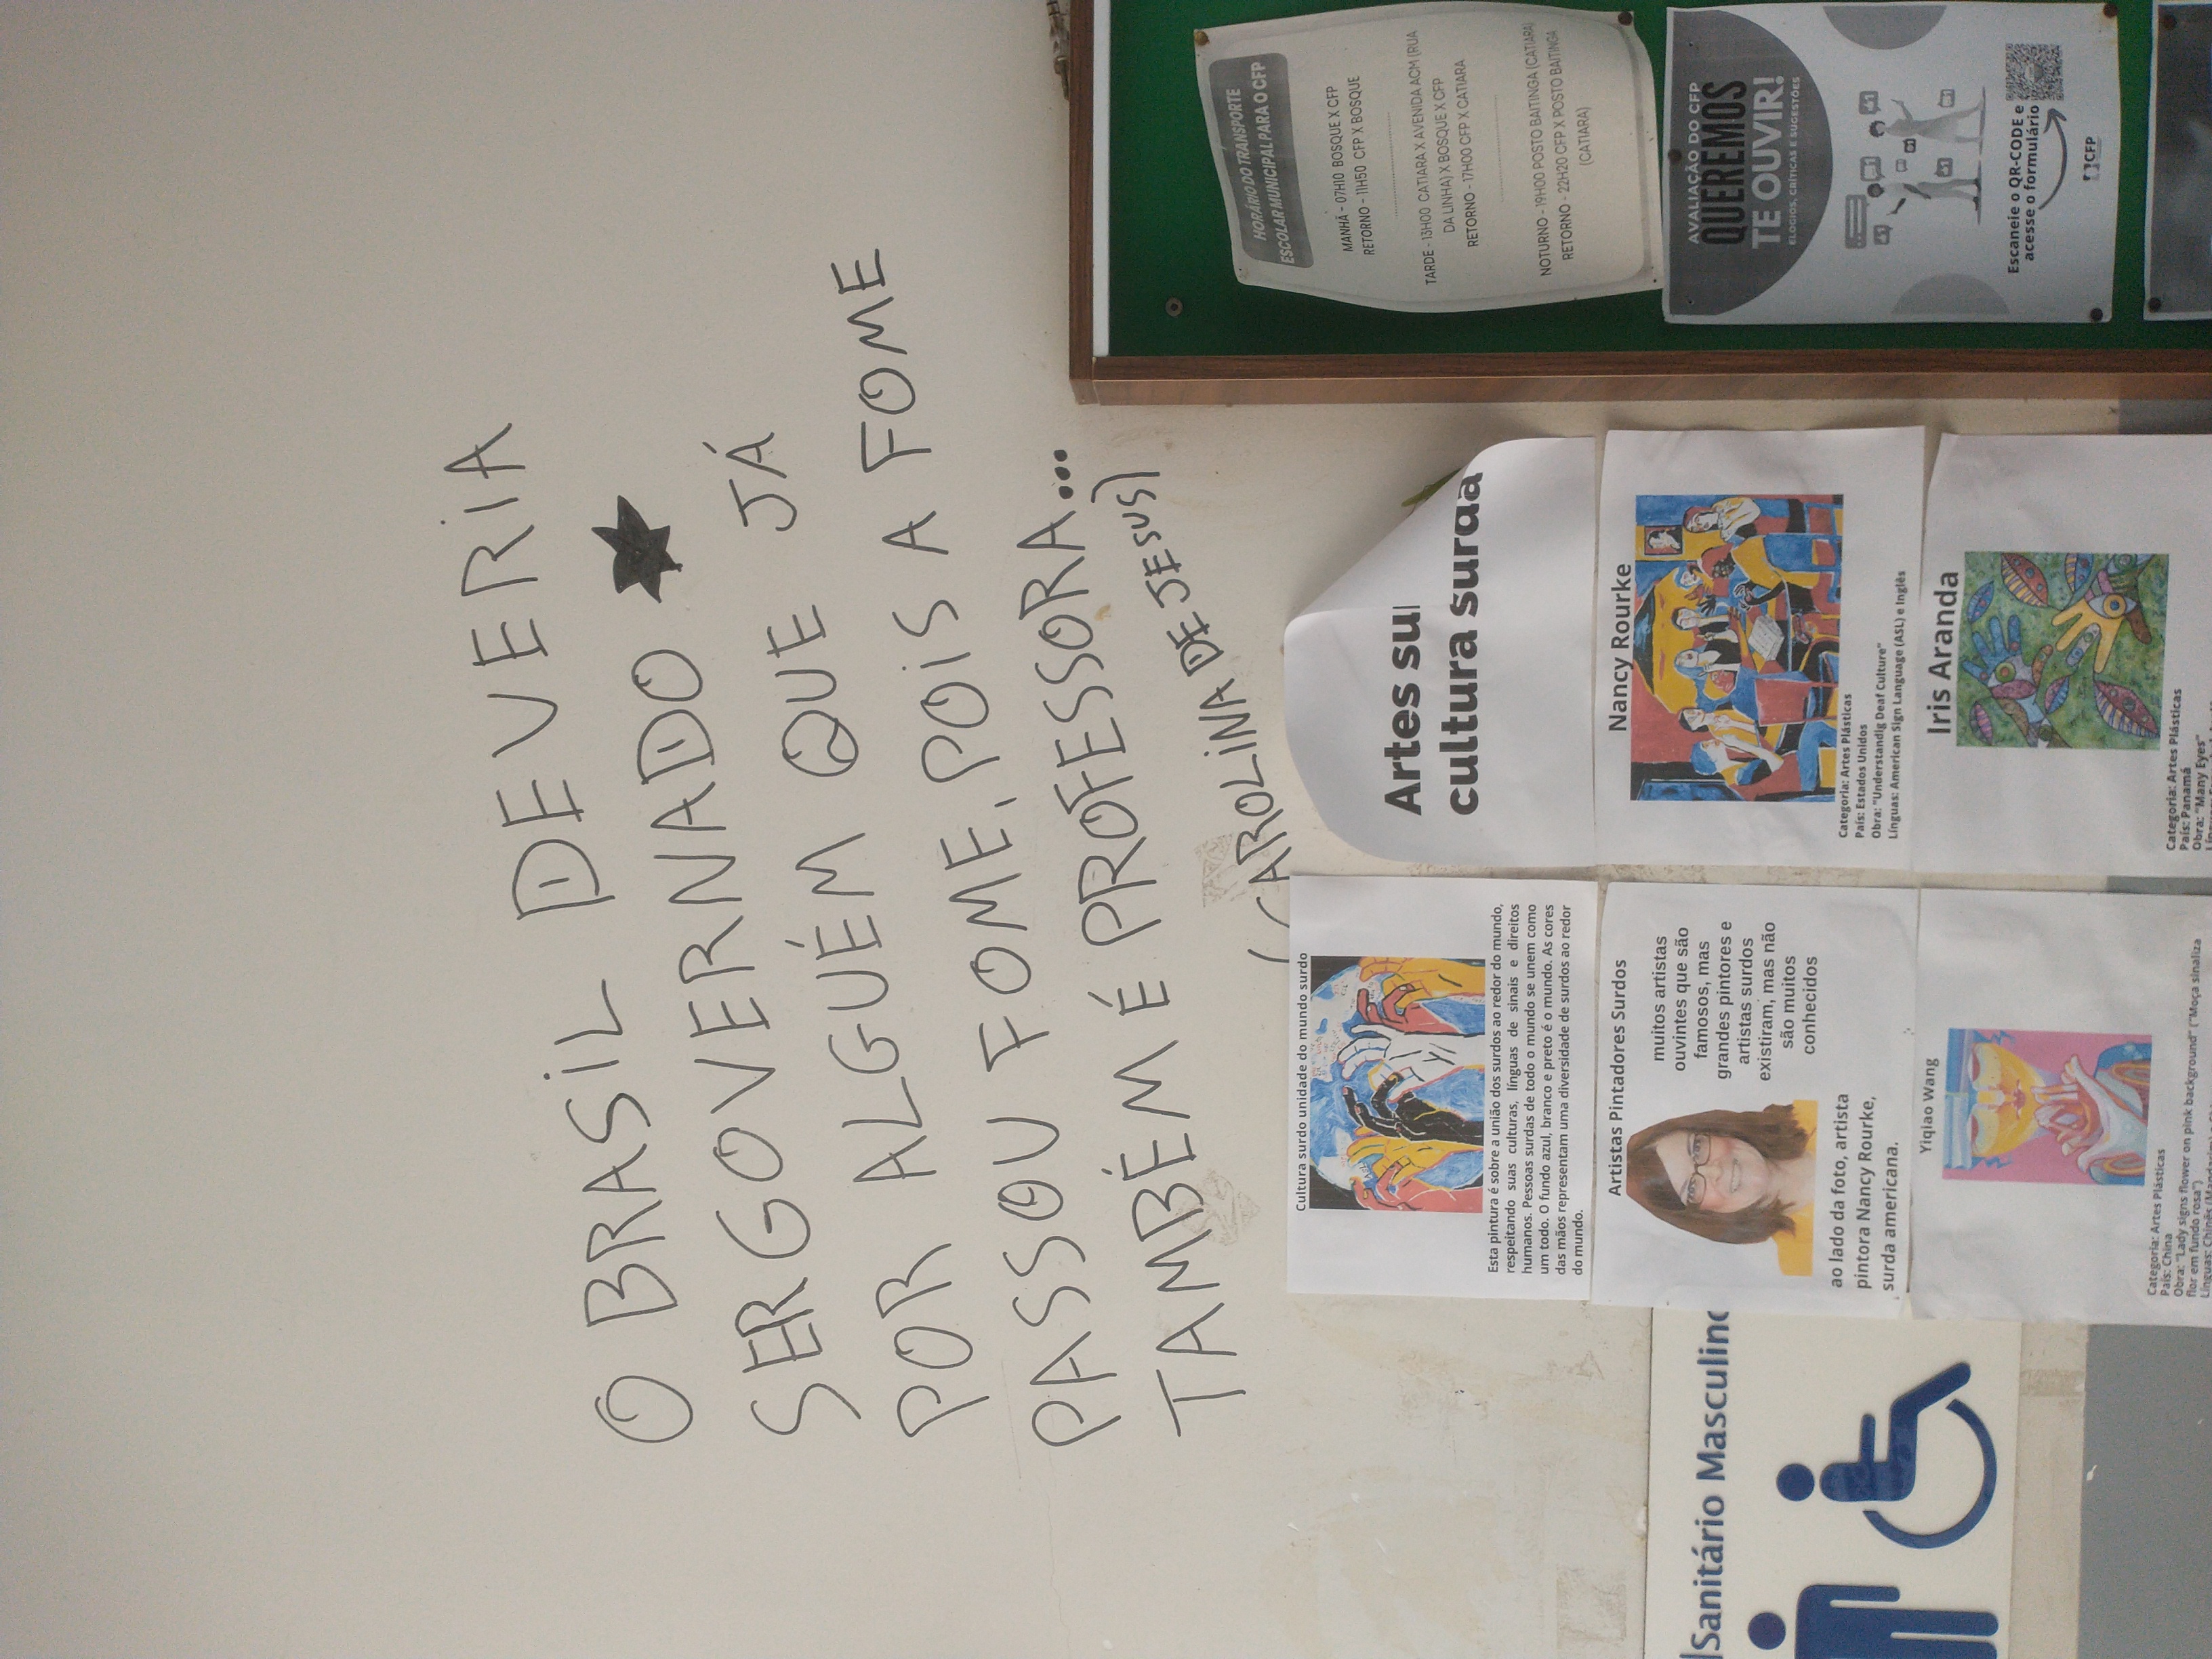 O BRASIL DEVERIA
SER GOVERNADO
POR ALGUÉM QUE JÁ
PASSOU FOME, POIS A FOME
TAMBÉM É PROFESSORA...
(CAROLINA DE JESUS)
Cultura surdo unidade do mundo surdo
Esta pintura é sobre a união dos surdos ao redor do mundo,
respeitando suas culturas, línguas de sinais e direitos
humanos. Pessoas surdas de todo o mundo se unem como
um todo. O fundo azul, branco e preto é o mundo. As cores
das mãos representam uma diversidade de surdos ao redor
do mundo.
Artes su
cultura surda
Artistas Pintadores Surdos
muitos artistas
ouvintes que são
famosos, mas
grandes pintores e
artistas surdos
existiram, mas não
são muitos
conhecidos
ao lado da foto, artista
pintora Nancy Rourke,
surda americana.
Nancy Rourke
Categoria: Artes Plásticas
País: Estados Unidos
Obra: "Understandig Deaf Culture"
Línguas: American Sign Language (ASL) e Inglês
Yiqiao Wang
Categoria: Artes Plásticas
País: China
Obra: "Lady signs flower on pink background" ("Moça sinaliza
flor em fundo rosa")
Línguas: Chinês (Mandarim)
Iris Aranda
Categoria: Artes Plásticas
País: Panamá
Obra: "Many Eyes"
Sanitário Masculino
HORÁRIO DO TRANSPORTE
ESCOLAR MUNICIPAL PARA O CFP
MANHÃ - 07H10 BOSQUE X CFP
RETORNO - 11H50 CFP X BOSQUE
TARDE - 13H00 CATIARA X AVENIDA ACM (RUA
DA LINHA) X BOSQUE X CFP
RETORNO - 17H00 CFP X CATIARA
NOTURNO - 19H00 POSTO BAITINGA (CATIARA)
RETORNO - 22H20 CFP X POSTO BAITINGA
(CATIARA)
AVALIAÇÃO DO CFP
QUEREMOS
TE OUVIR!
ELOGIOS, CRÍTICAS E SUGESTÕES
Escaneie o QR-CODE e
acesse o formulário
CFP